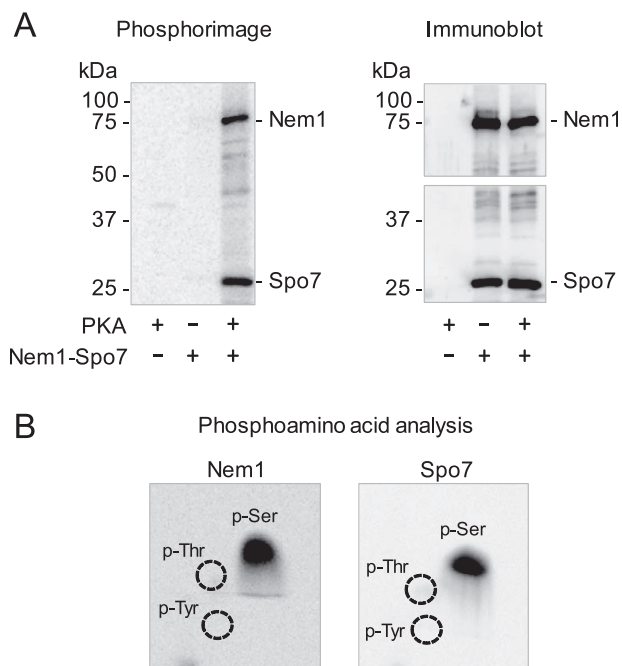 A
Phosphorimage
Immunoblot
kDa
100 -
75 -
50 -
37 -
25 -
- Nem1
- Spo7
kDa
100 -
75 -
37 -
25 -
- Nem1
- Spo7
PKA + – +
Nem1-Spo7 – + +
+ – +
– + +
B
Phosphoamino acid analysis
Nem1
p-Ser
p-Thr
p-Tyr
Spo7
p-Ser
p-Thr
p-Tyr